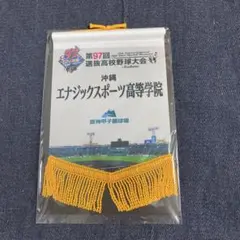 第97回
選抜高校野球大会
沖縄
エナジックスポーツ高等学院
阪神甲子園球場